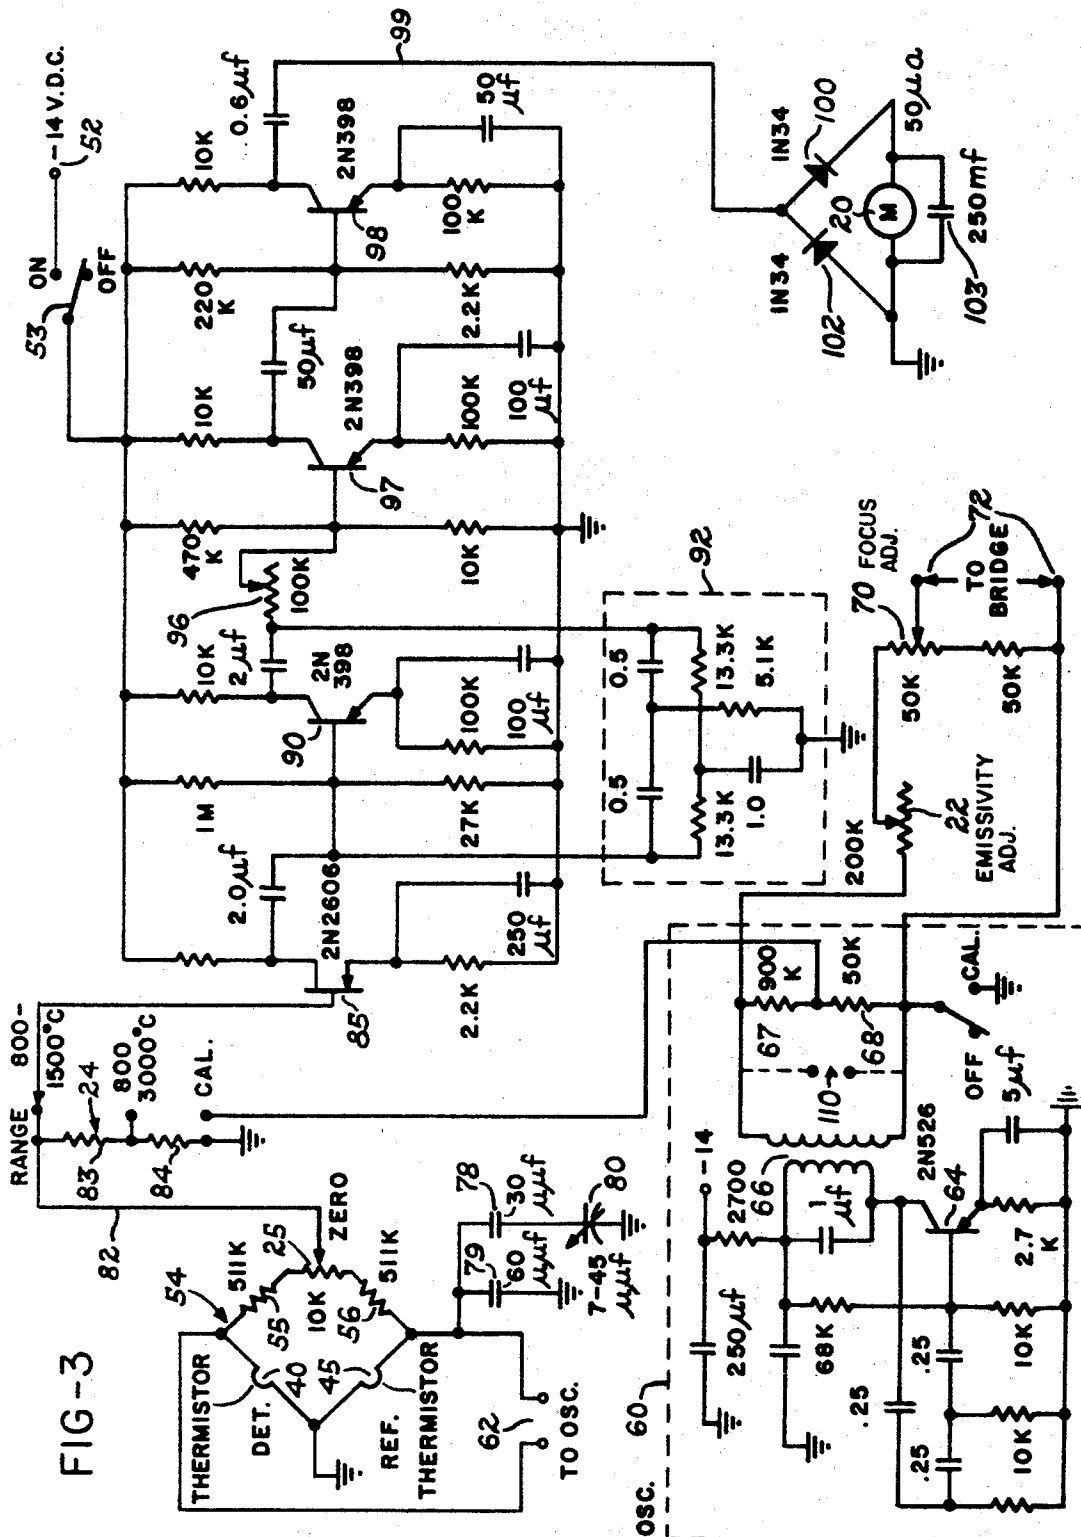 FIG-3
RANGE
800-
1500°C
24
83
800
3000°C
84
CAL.
82
54
511K
55
25
ZERO
10K
56
511K
THERMISTOR
DET.
40
45
REF.
THERMISTOR
62
TO OSC.
79
78
60
µµf
30
µµf
7-45
µµf
80
-14 V.D.C.
52
ON
OFF
53
2.0µf
2N2606
85
2.2K
250
µf
1M
27K
10K
2µf
2N
398
90
100K
100
µf
96
100K
470
K
10K
10K
50µf
2N398
97
100K
100
µf
220
K
2.2K
10K
0.6µf
2N398
98
100
K
50
µf
99
92
0.5
0.5
13.3K
13.3K
5.1K
1.0
1N34
100
1N34
102
20
M
50µa
250mf
103
OSC.
60
250µf
-14
2700
66
1
µf
68K
.25
.25
.25
10K
10K
2N526
64
2.7
K
5µf
900
K
67
50K
68
110
OFF
CAL.
200K
22
EMISSIVITY
ADJ.
70
FOCUS
ADJ.
50K
50K
72
TO
BRIDGE